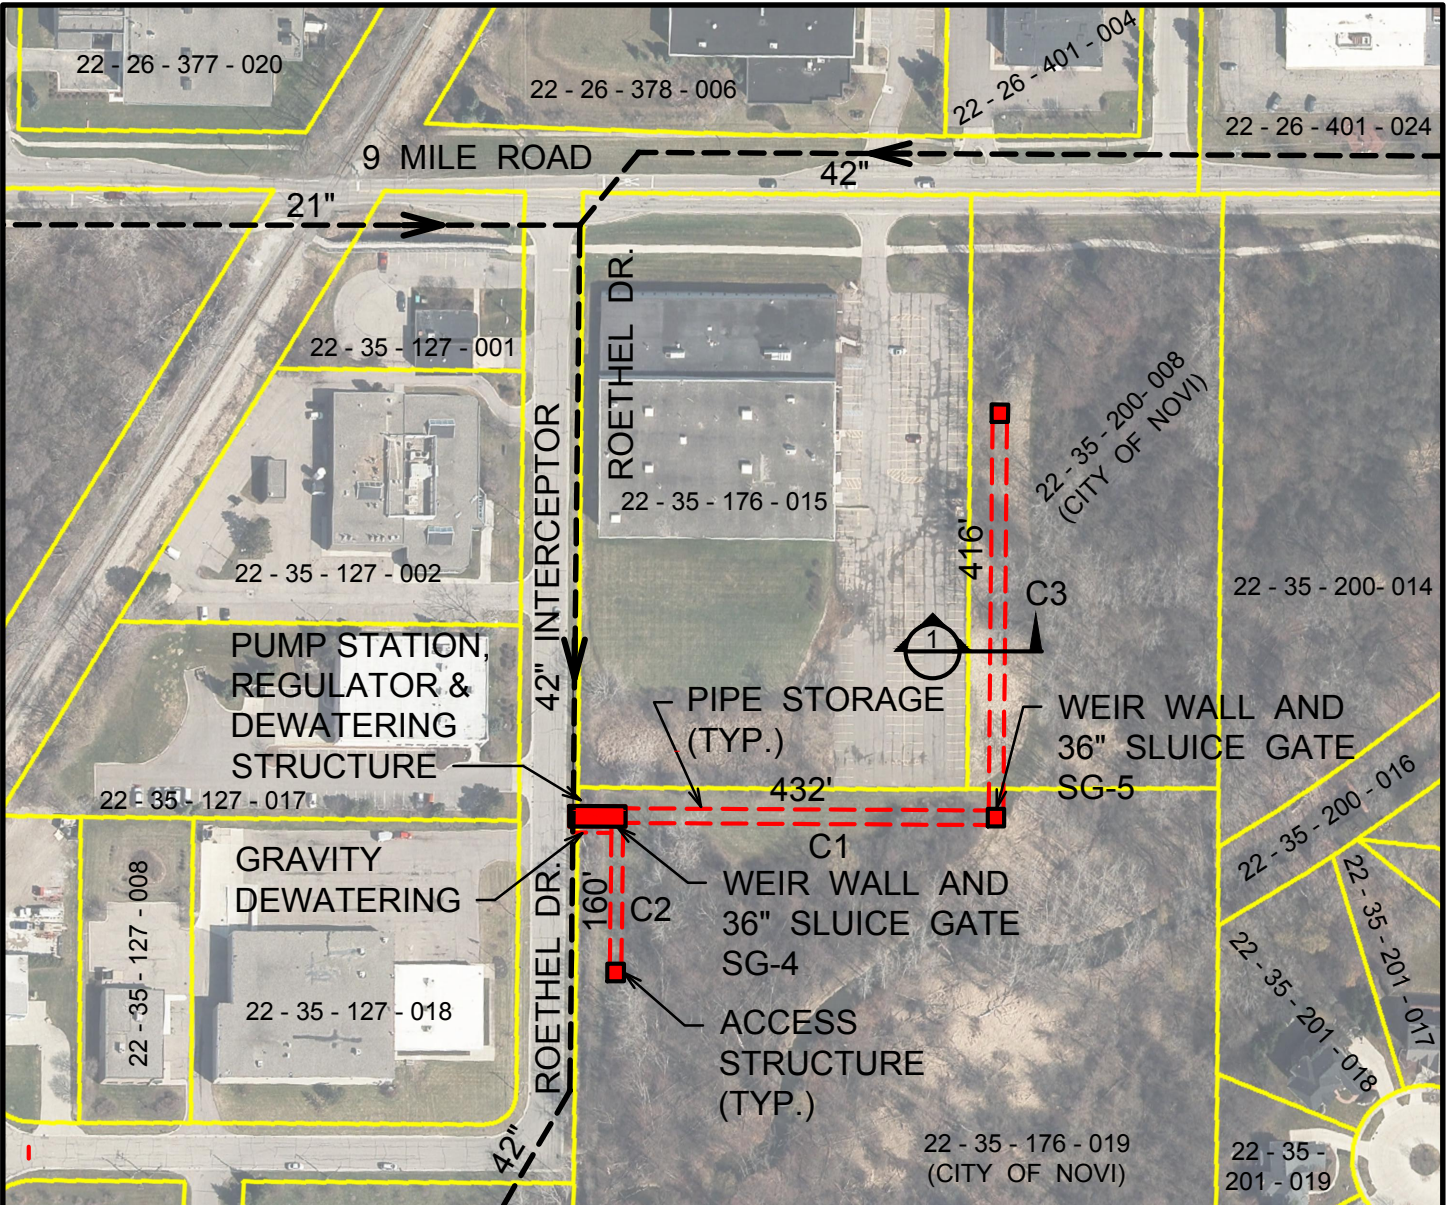 22 - 26 - 377 - 020
22 - 26 - 378 - 006
22 - 26 - 401 - 004
22 - 26 - 401 - 024
9 MILE ROAD
42"
21"
ROETHEL DR.
22 - 35 - 127 - 001
22 - 35 - 200- 008
(CITY OF NOVI)
42" INTERCEPTOR
22 - 35 - 176 - 015
416'
22 - 35 - 127 - 002
C3
22 - 35 - 200- 014
1
PUMP STATION,
REGULATOR &
DEWATERING
STRUCTURE
PIPE STORAGE
(TYP.)
WEIR WALL AND
36" SLUICE GATE
SG-5
432'
22 - 35 - 127 - 017
22 - 35 - 200 - 016
C1
GRAVITY
DEWATERING
22 - 35 - 127 - 008
160'
C2
WEIR WALL AND
36" SLUICE GATE
SG-4
22 - 35 - 201 - 017
22 - 35 - 201 - 018
ROETHEL DR.
22 - 35 - 127 - 018
ACCESS
STRUCTURE
(TYP.)
42"
22 - 35 - 176 - 019
(CITY OF NOVI)
22 - 35 -
201 - 019